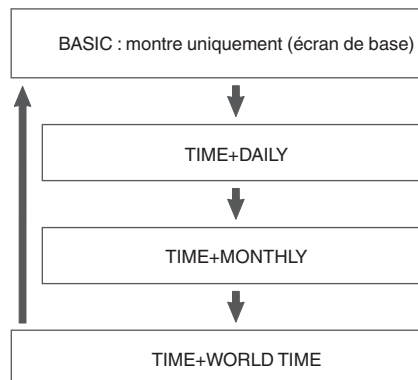 BASIC : montre uniquement (écran de base)
TIME+DAILY
TIME+MONTHLY
TIME+WORLD TIME